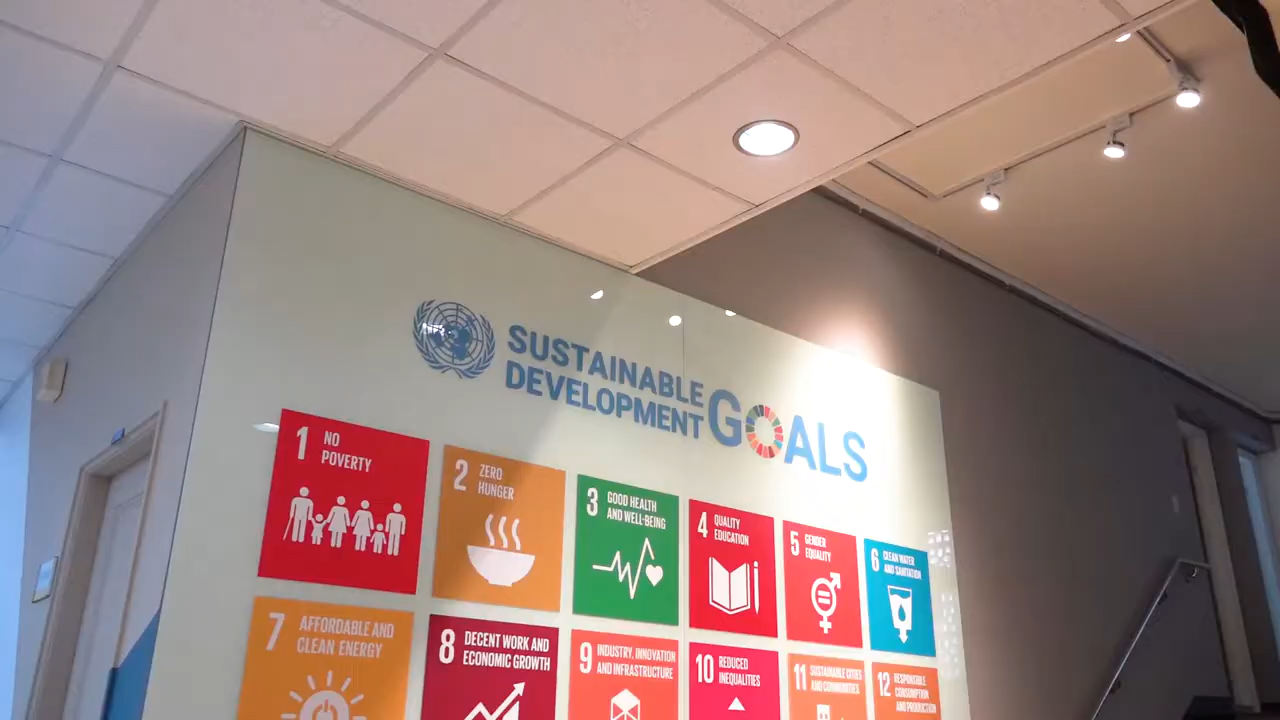 SUSTAINABLE
DEVELOPMENT
GOALS
1 NO
POVERTY
2 ZERO
HUNGER
3 GOOD HEALTH
AND WELL-BEING
4 QUALITY
EDUCATION
5 GENDER
EQUALITY
6 CLEAN WATER
AND SANITATION
7 AFFORDABLE AND
CLEAN ENERGY
8 DECENT WORK AND
ECONOMIC GROWTH
9 INDUSTRY, INNOVATION
AND INFRASTRUCTURE
10 REDUCED
INEQUALITIES
11 SUSTAINABLE CITIES
AND COMMUNITIES
12 RESPONSIBLE
CONSUMPTION
AND PRODUCTION